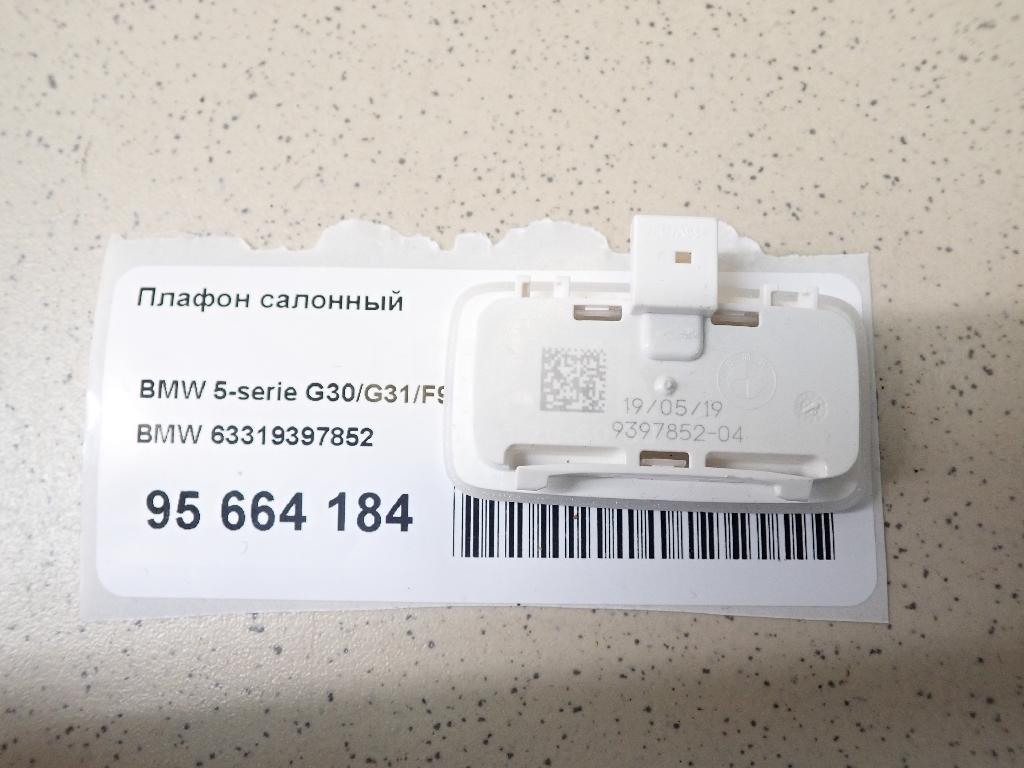 Плафон салонный
BMW 5-serie G30/G31/F9
BMW 63319397852
95 664 184
19/05/19
9397852-04